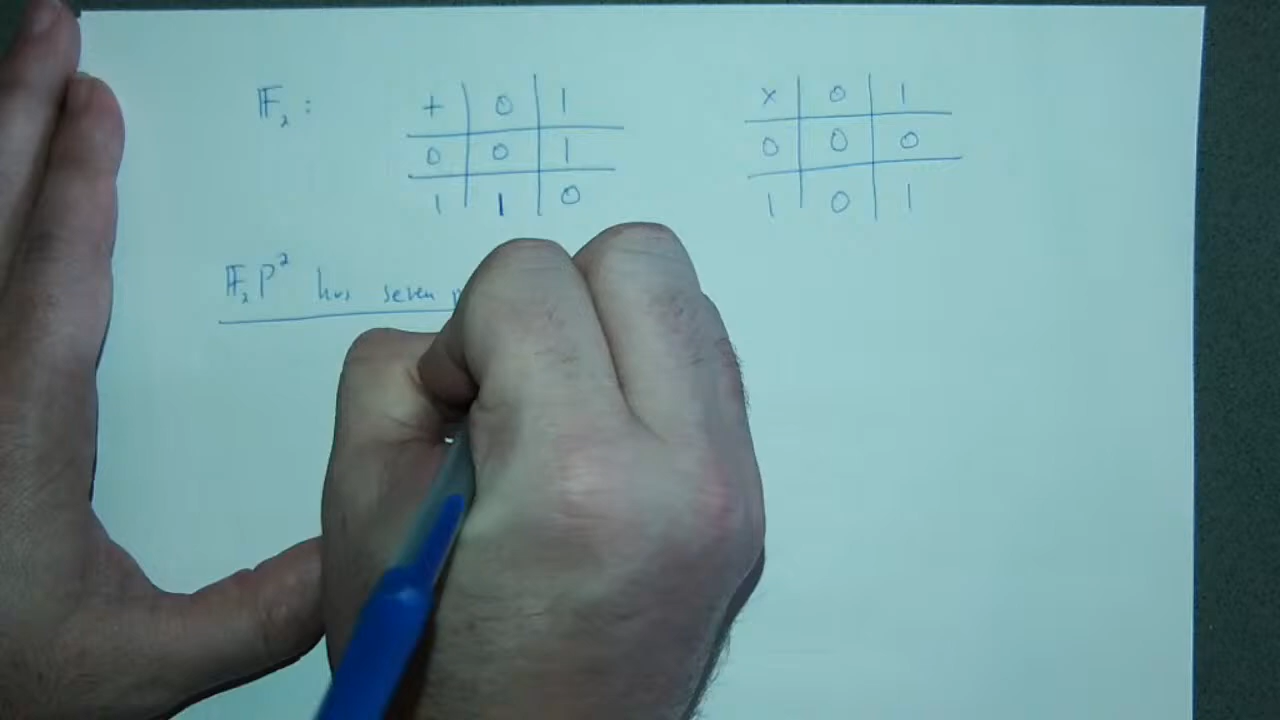 𝔽₂ : + 0 1 x 0 1
0 0 1 0 0 0
1 1 0 1 0 1
𝔽₂P² has seven